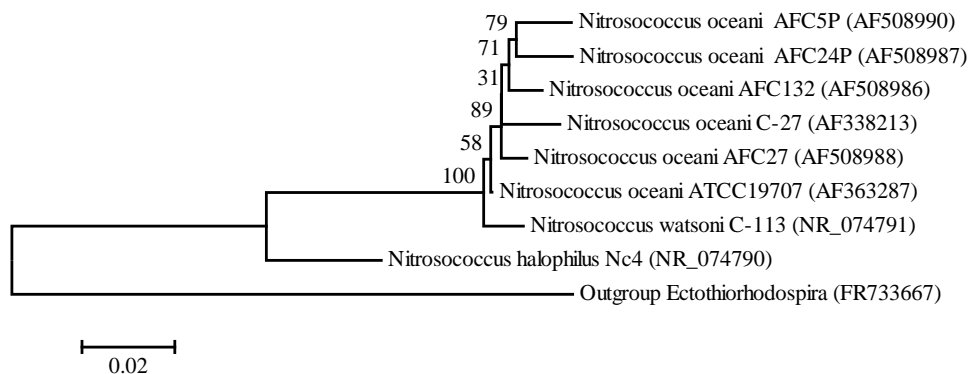 79
Nitrosococcus oceani AFC5P (AF508990)
71
Nitrosococcus oceani AFC24P (AF508987)
31
Nitrosococcus oceani AFC132 (AF508986)
89
Nitrosococcus oceani C-27 (AF338213)
58
Nitrosococcus oceani AFC27 (AF508988)
100
Nitrosococcus oceani ATCC19707 (AF363287)
Nitrosococcus watsoni C-113 (NR_074791)
Nitrosococcus halophilus Nc4 (NR_074790)
Outgroup Ectothiorhodospira (FR733667)
0.02